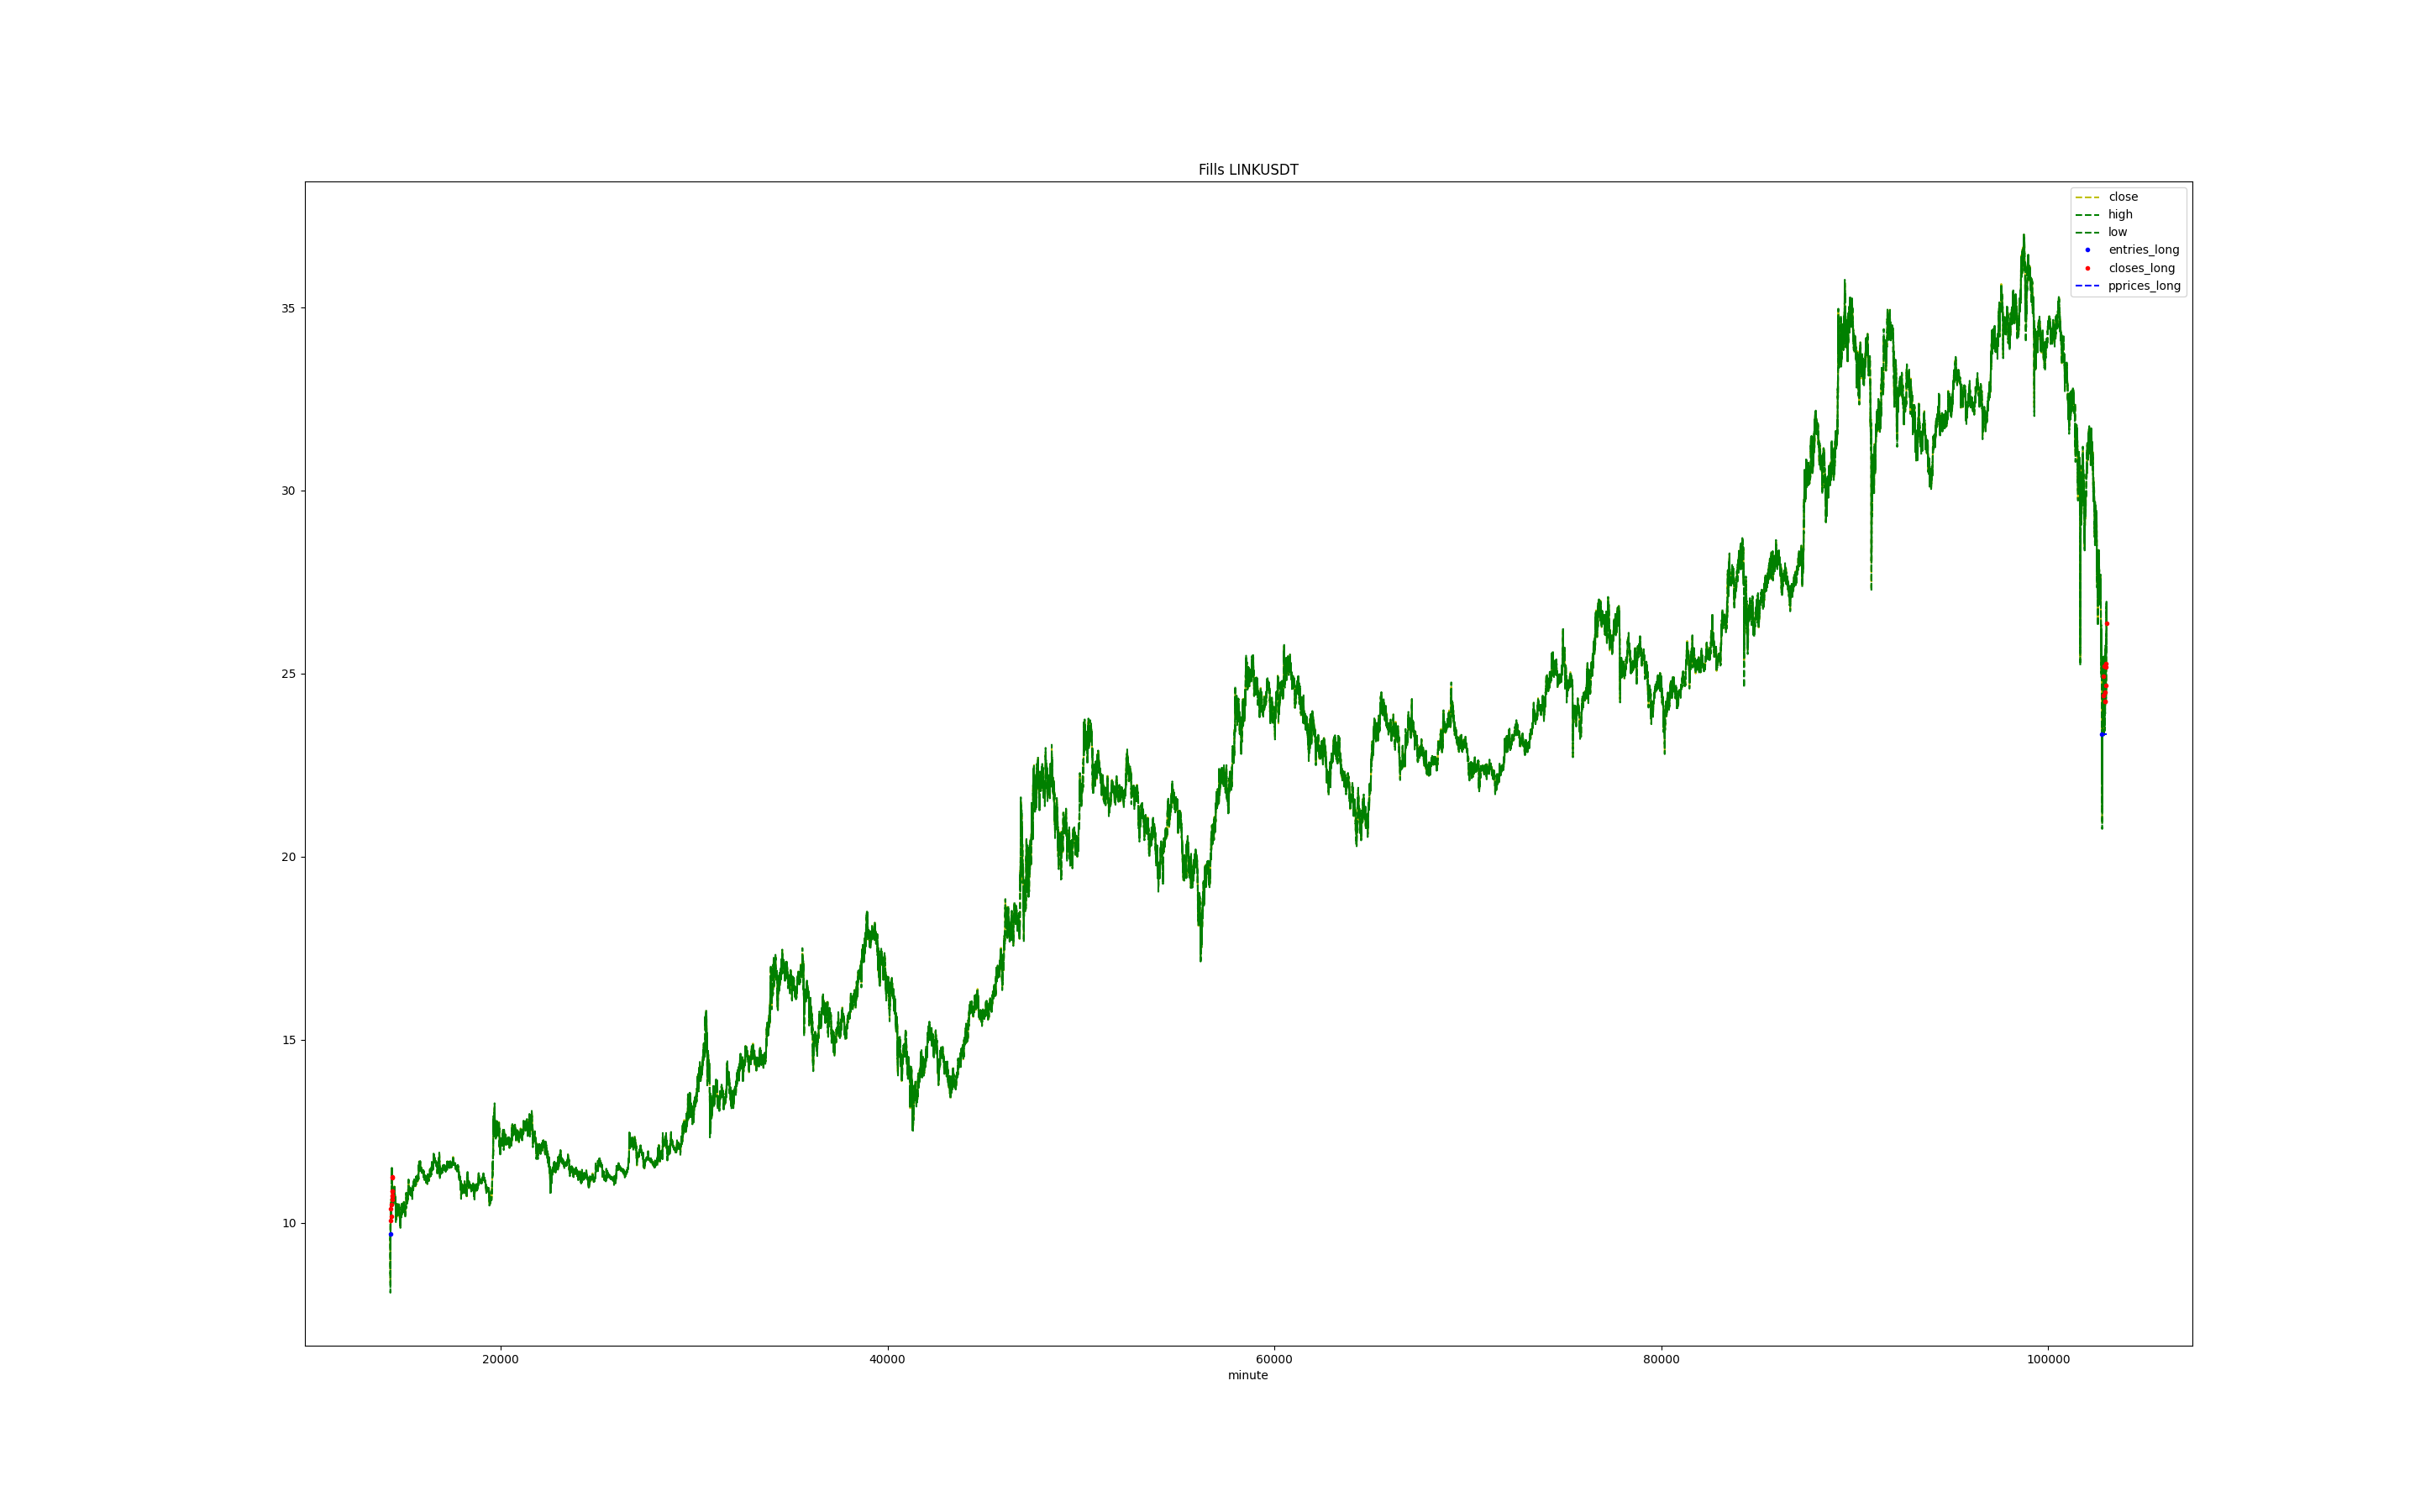 Fills LINKUSDT
close
high
low
entries_long
closes_long
pprices_long
35
30
25
20
15
10
20000 40000 60000 80000 100000
minute